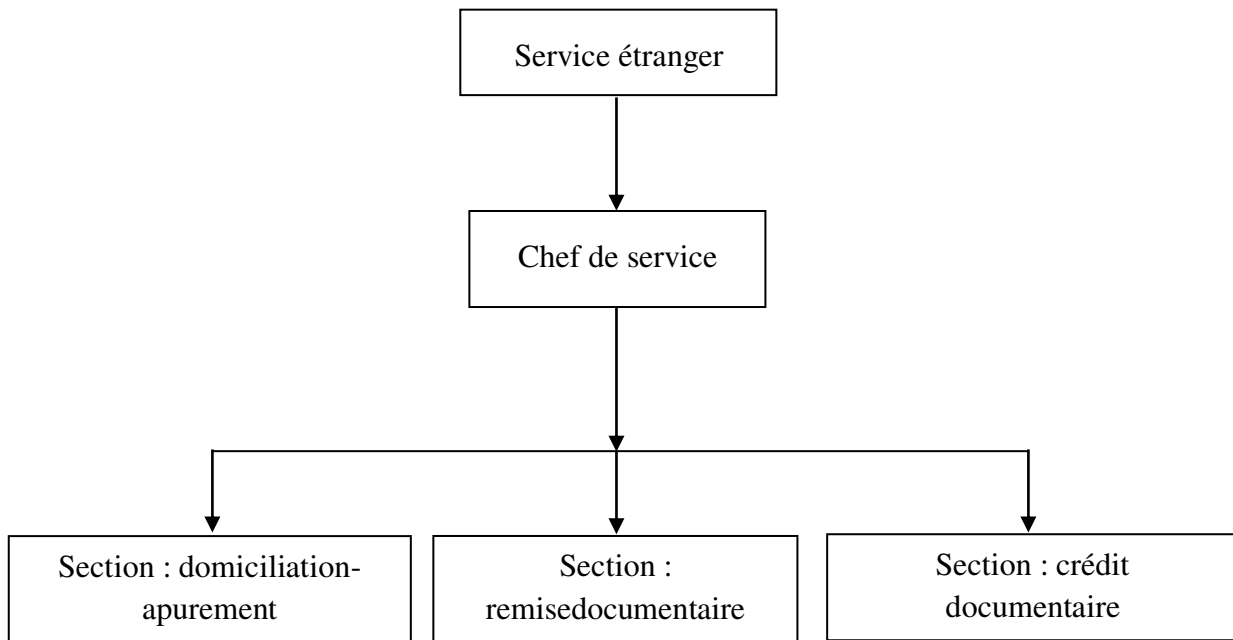 Service étranger
Chef de service
Section : domiciliation-
apurement
Section :
remisedocumentaire
Section : crédit
documentaire